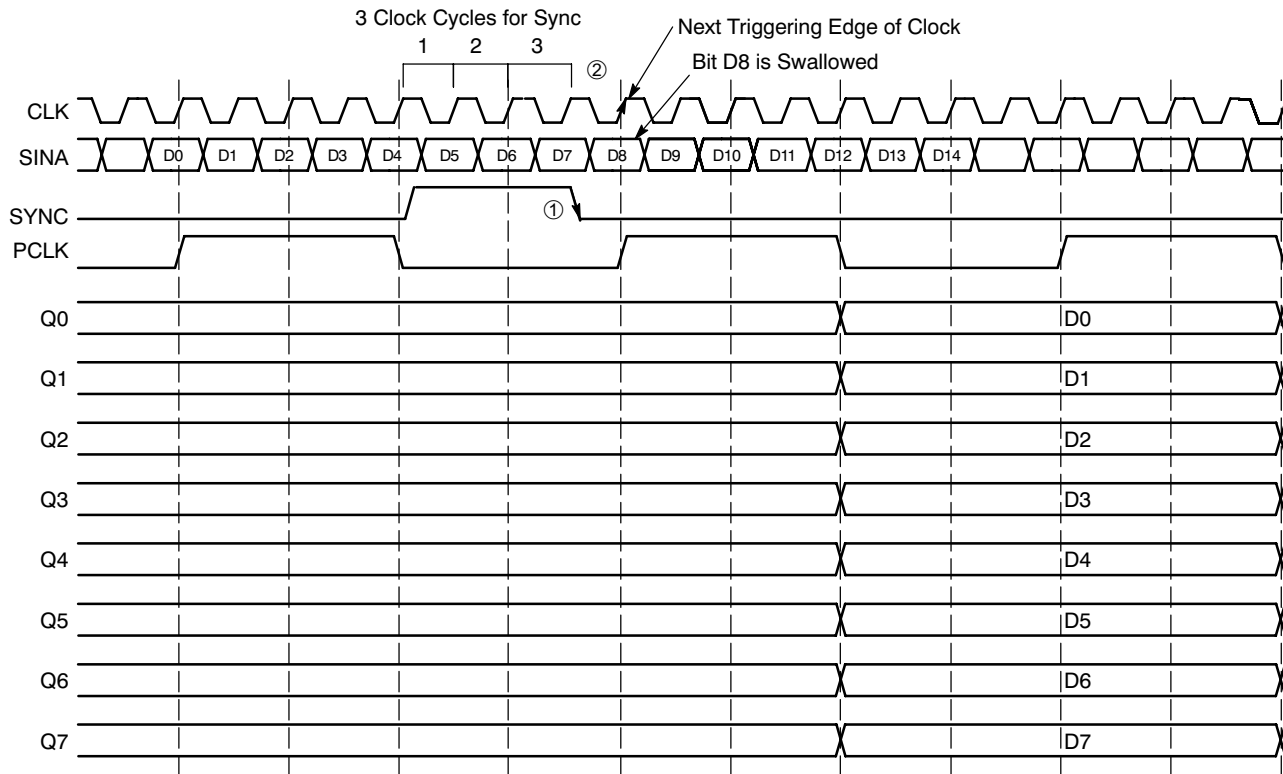 3 Clock Cycles for Sync
Next Triggering Edge of Clock
1 2 3
②
Bit D8 is Swallowed
CLK
SINA D0 D1 D2 D3 D4 D5 D6 D7 D8 D9 D10 D11 D12 D13 D14
SYNC ①
PCLK
Q0 D0
Q1 D1
Q2 D2
Q3 D3
Q4 D4
Q5 D5
Q6 D6
Q7 D7